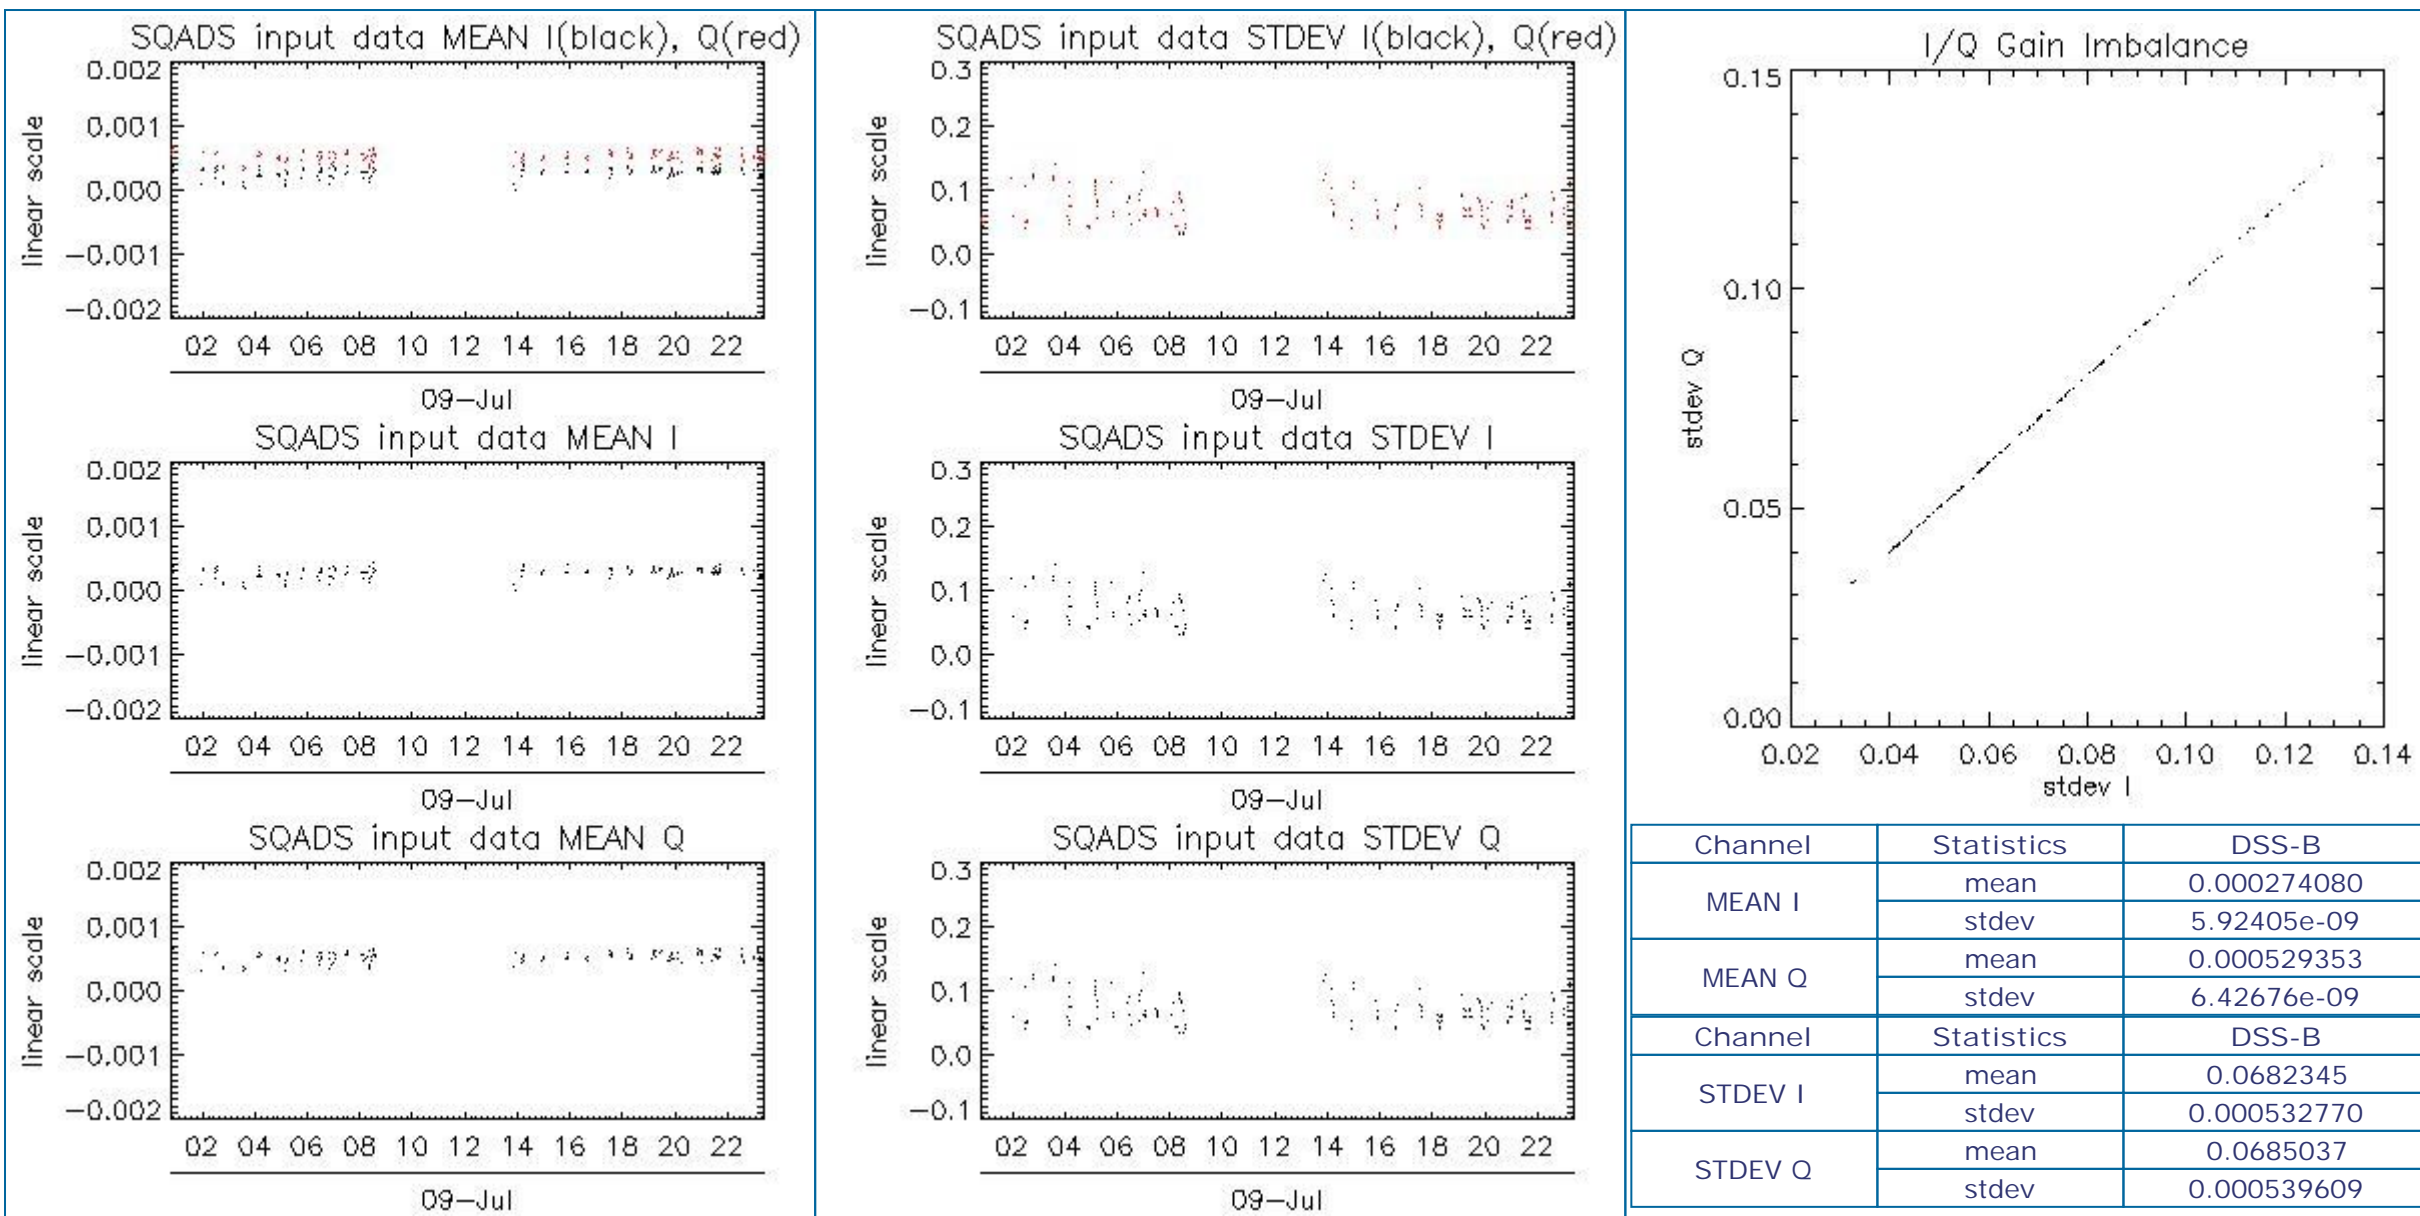 SQADS input data MEAN I(black), Q(red)
linear scale
0.002
0.001
0.000
−0.001
−0.002
02 04 06 08 10 12 14 16 18 20 22
09−Jul
SQADS input data MEAN I
linear scale
0.002
0.001
0.000
−0.001
−0.002
02 04 06 08 10 12 14 16 18 20 22
09−Jul
SQADS input data MEAN Q
linear scale
0.002
0.001
0.000
−0.001
−0.002
02 04 06 08 10 12 14 16 18 20 22
09−Jul
SQADS input data STDEV I(black), Q(red)
linear scale
0.3
0.2
0.1
0.0
−0.1
02 04 06 08 10 12 14 16 18 20 22
09−Jul
SQADS input data STDEV I
linear scale
0.3
0.2
0.1
0.0
−0.1
02 04 06 08 10 12 14 16 18 20 22
09−Jul
SQADS input data STDEV Q
linear scale
0.3
0.2
0.1
0.0
−0.1
02 04 06 08 10 12 14 16 18 20 22
09−Jul
I/Q Gain Imbalance
stdev Q
0.15
0.10
0.05
0.00
0.02 0.04 0.06 0.08 0.10 0.12 0.14
stdev I
Channel Statistics DSS-B
MEAN I mean 0.000274080
stdev 5.92405e-09
MEAN Q mean 0.000529353
stdev 6.42676e-09
Channel Statistics DSS-B
STDEV I mean 0.0682345
stdev 0.000532770
STDEV Q mean 0.0685037
stdev 0.000539609